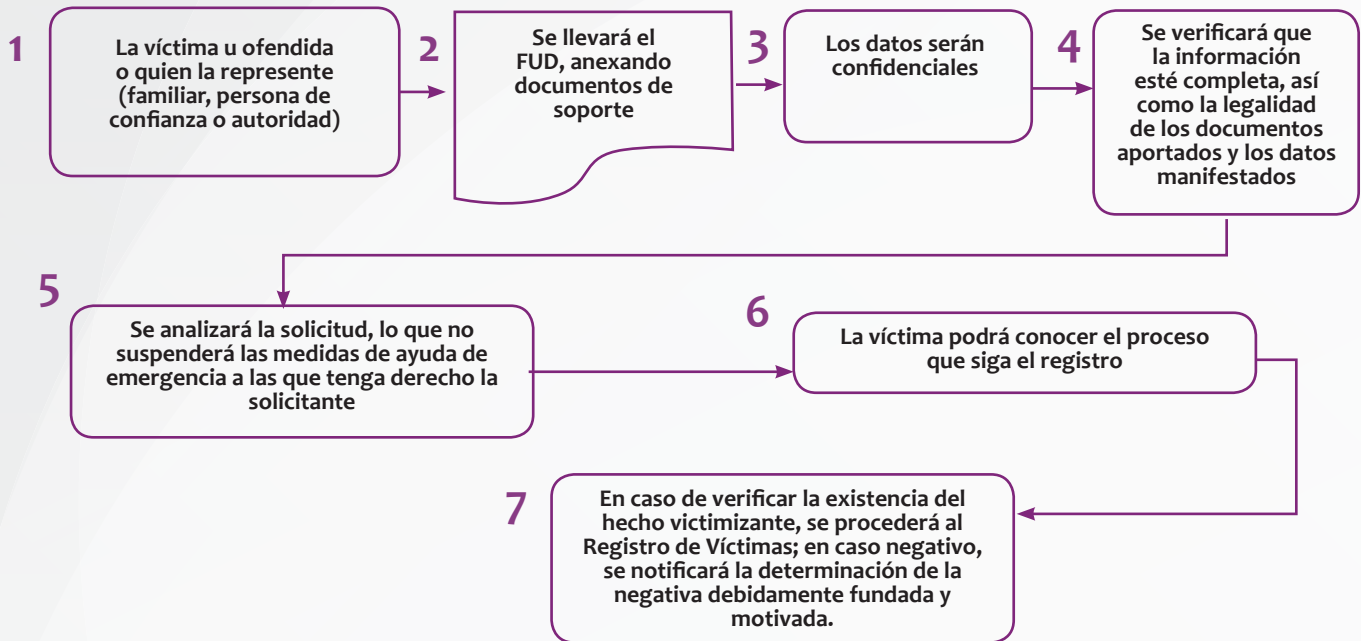 1
La víctima u ofendida
o quien la represente
(familiar, persona de
confianza o autoridad)
2
Se llevará el
FUD, anexando
documentos de
soporte
3
Los datos serán
confidenciales
4
Se verificará que
la información
esté completa, así
como la legalidad
de los documentos
aportados y los datos
manifestados
5
Se analizará la solicitud, lo que no
suspenderá las medidas de ayuda de
emergencia a las que tenga derecho la
solicitante
6
La víctima podrá conocer el proceso
que siga el registro
7
En caso de verificar la existencia del
hecho victimizante, se procederá al
Registro de Víctimas; en caso negativo,
se notificará la determinación de la
negativa debidamente fundada y
motivada.